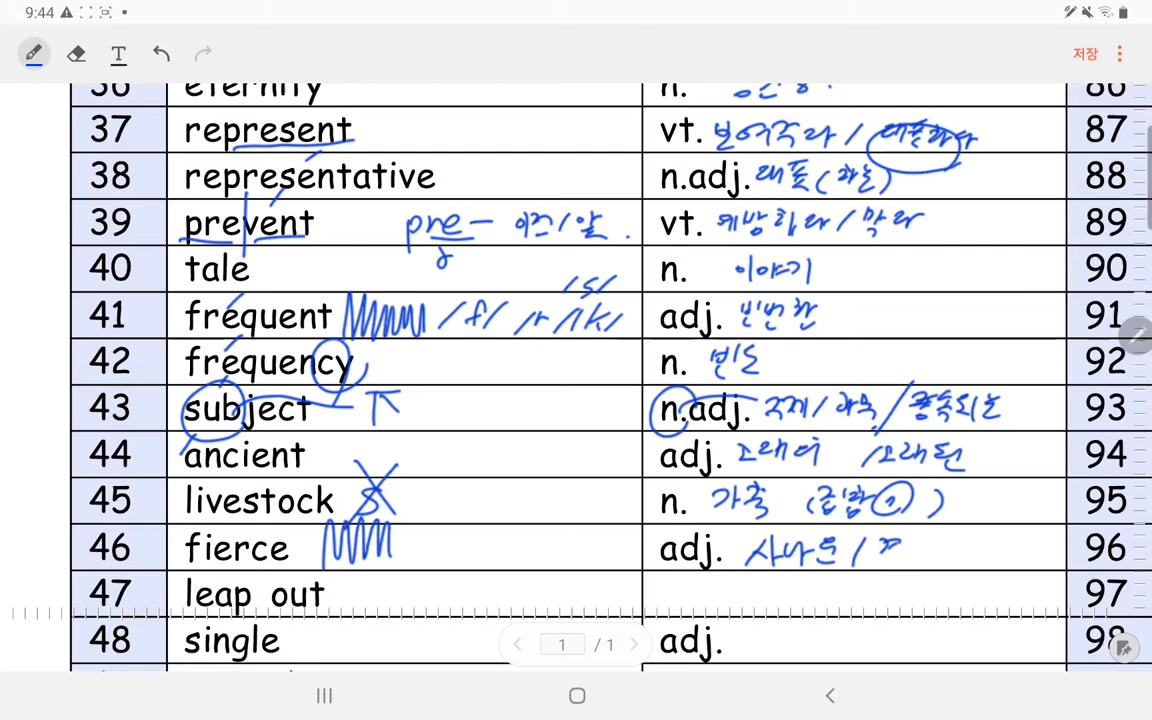 9:44
저장
36 eternity n. 86
37 represent vt. 보여주다 / 대표하다 87
38 representative n.adj. 대표(하는) 88
39 prevent pre- 이전/앞. vt. 예방하다/막다 89
40 tale n. 이야기 90
/s/
41 frequent /f/ /r/ /k/ adj. 빈번한 91
42 frequency n. 빈도 92
43 subject n.adj. 주제/과목/종속되는 93
44 ancient adj. 고대의 /오래된 94
45 livestock s n. 가축 (집합 ) 95
46 fierce adj. 사나운 / 96
47 leap out 97
48 single adj. 98
1 / 1